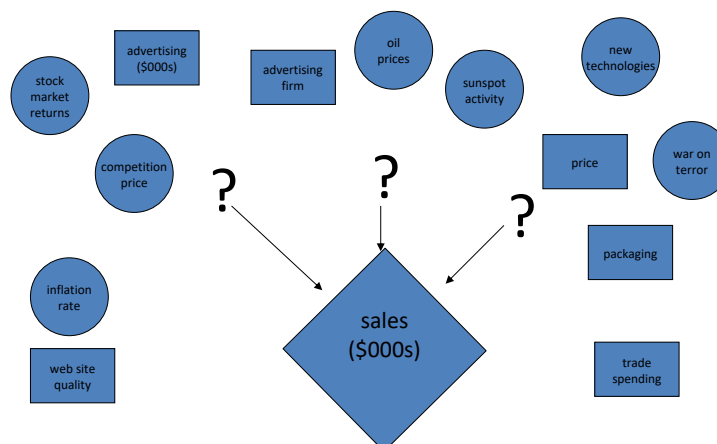 oil
prices
new
technologies
advertising
($000s)
advertising
firm
stock
market
returns
sunspot
activity
competition
price
price
war on
terror
?
?
?
packaging
inflation
rate
sales
($000s)
web site
quality
trade
spending